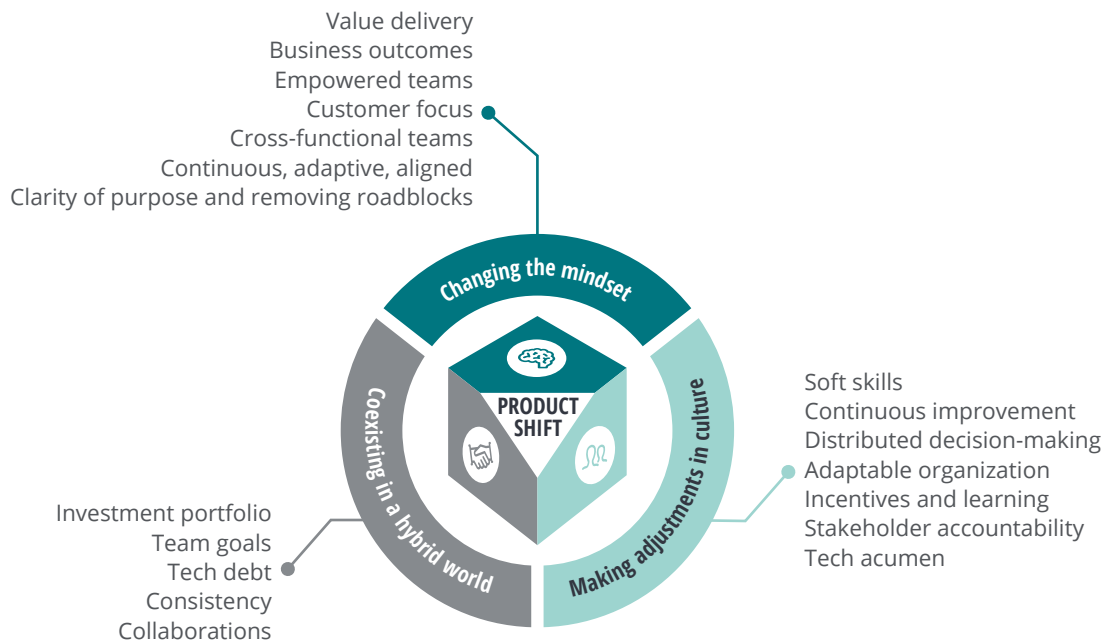 Value delivery
Business outcomes
Empowered teams
Customer focus
Cross-functional teams
Continuous, adaptive, aligned
Clarity of purpose and removing roadblocks
Changing the mindset
PRODUCT
SHIFT
Coexisting in a hybrid world
Making adjustments in culture
Soft skills
Continuous improvement
Distributed decision-making
Adaptable organization
Incentives and learning
Stakeholder accountability
Tech acumen
Investment portfolio
Team goals
Tech debt
Consistency
Collaborations